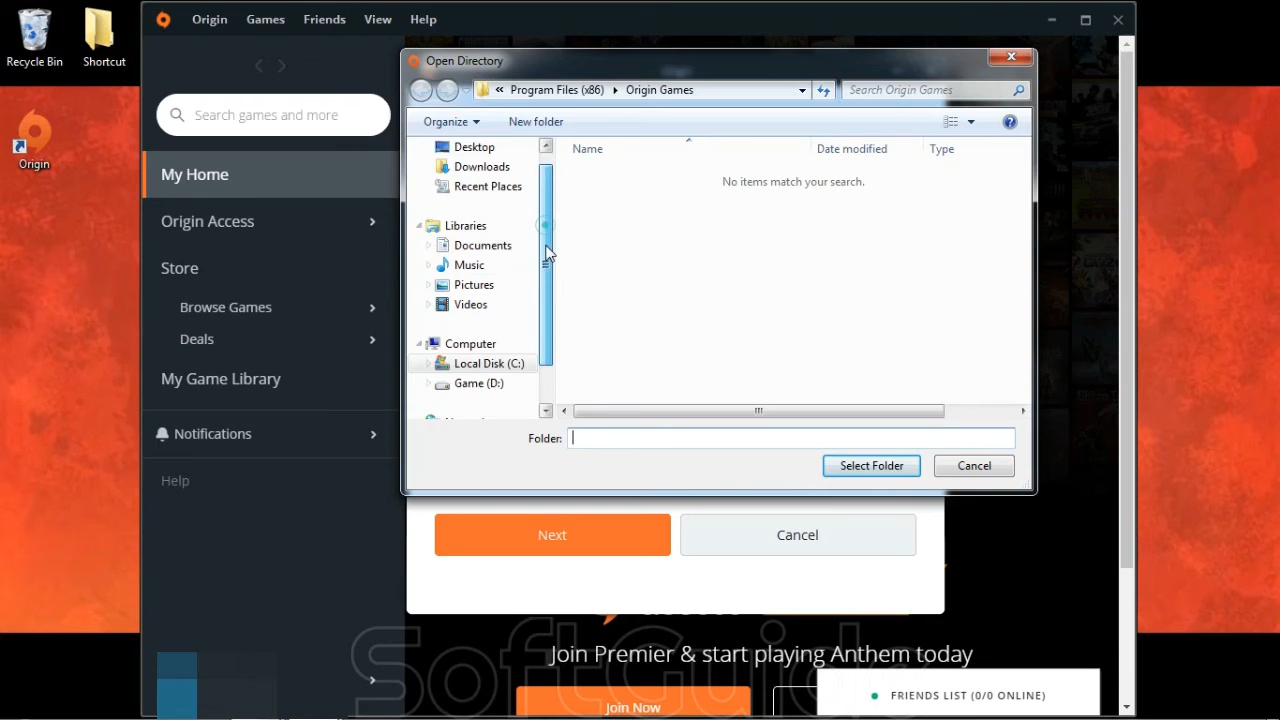 Origin Games Friends View Help
Recycle Bin
Shortcut
Origin
Search games and more
My Home
Origin Access
Store
Browse Games
Deals
My Game Library
Notifications
Help
Open Directory
« Program Files (x86) Origin Games
Search Origin Games
Organize New folder
Name Date modified Type
No items match your search.
Desktop
Downloads
Recent Places
Libraries
Documents
Music
Pictures
Videos
Computer
Local Disk (C:)
Game (D:)
Folder:
Select Folder Cancel
Next Cancel
SoftGuide
Join Premier & start playing Anthem today
Join Now
FRIENDS LIST (0/0 ONLINE)